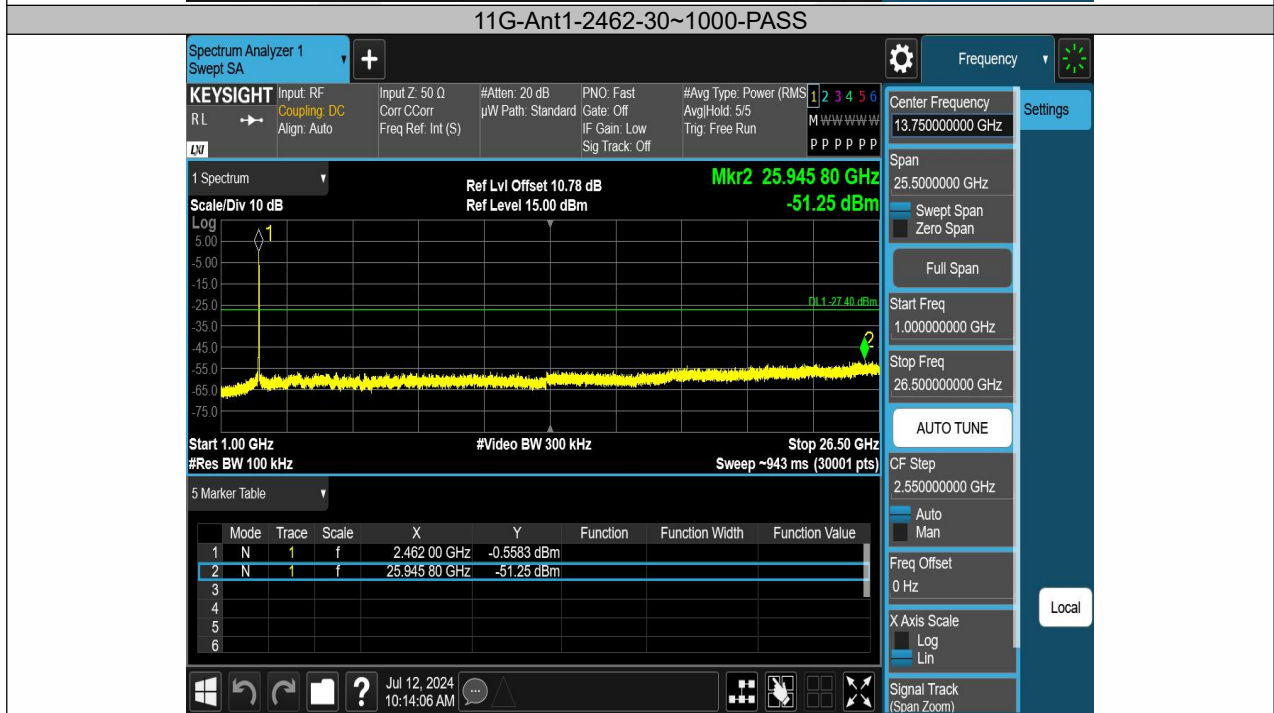 11G-Ant1-2462-30~1000-PASS
Spectrum Analyzer 1
Swept SA
Frequency
KEYSIGHT
RL
LXI
Input: RF
Coupling: DC
Align: Auto
Input Z: 50 Ω
Corr CCorr
Freq Ref: Int (S)
#Atten: 20 dB
µW Path: Standard
PNO: Fast
Gate: Off
IF Gain: Low
Sig Track: Off
#Avg Type: Power (RMS
Avg|Hold: 5/5
Trig: Free Run
1 2 3 4 5 6
M W W W W W
P P P P P P
1 Spectrum
Scale/Div 10 dB
Ref Lvl Offset 10.78 dB
Ref Level 15.00 dBm
Mkr2 25.945 80 GHz
-51.25 dBm
Log
5.00
-5.00
-15.0
-25.0
-35.0
-45.0
-55.0
-65.0
-75.0
1
DL1 -27.40 dBm
2
Start 1.00 GHz
#Video BW 300 kHz
Stop 26.50 GHz
#Res BW 100 kHz
Sweep ~943 ms (30001 pts)
5 Marker Table
Mode Trace Scale X Y Function Function Width Function Value
1 N 1 f 2.462 00 GHz -0.5583 dBm
2 N 1 f 25.945 80 GHz -51.25 dBm
3
4
5
6
Jul 12, 2024
10:14:06 AM
Center Frequency
13.750000000 GHz
Settings
Span
25.5000000 GHz
Swept Span
Zero Span
Full Span
Start Freq
1.000000000 GHz
Stop Freq
26.500000000 GHz
AUTO TUNE
CF Step
2.550000000 GHz
Auto
Man
Freq Offset
0 Hz
X Axis Scale
Log
Lin
Local
Signal Track
(Span Zoom)